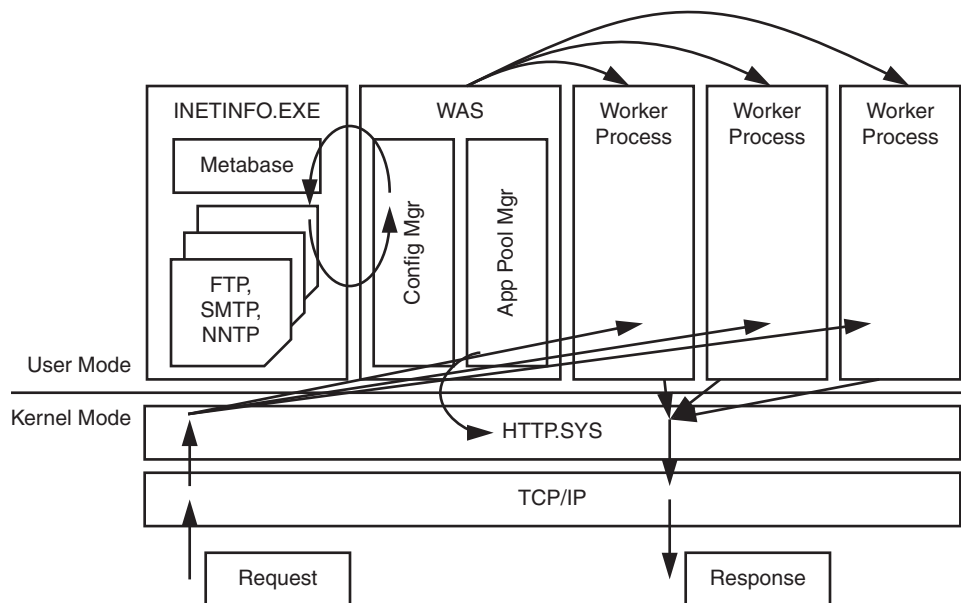 INETINFO.EXE
Metabase
FTP,
SMTP,
NNTP
WAS
Config Mgr
App Pool Mgr
Worker
Process
Worker
Process
Worker
Process
User Mode
Kernel Mode
HTTP.SYS
TCP/IP
Request
Response